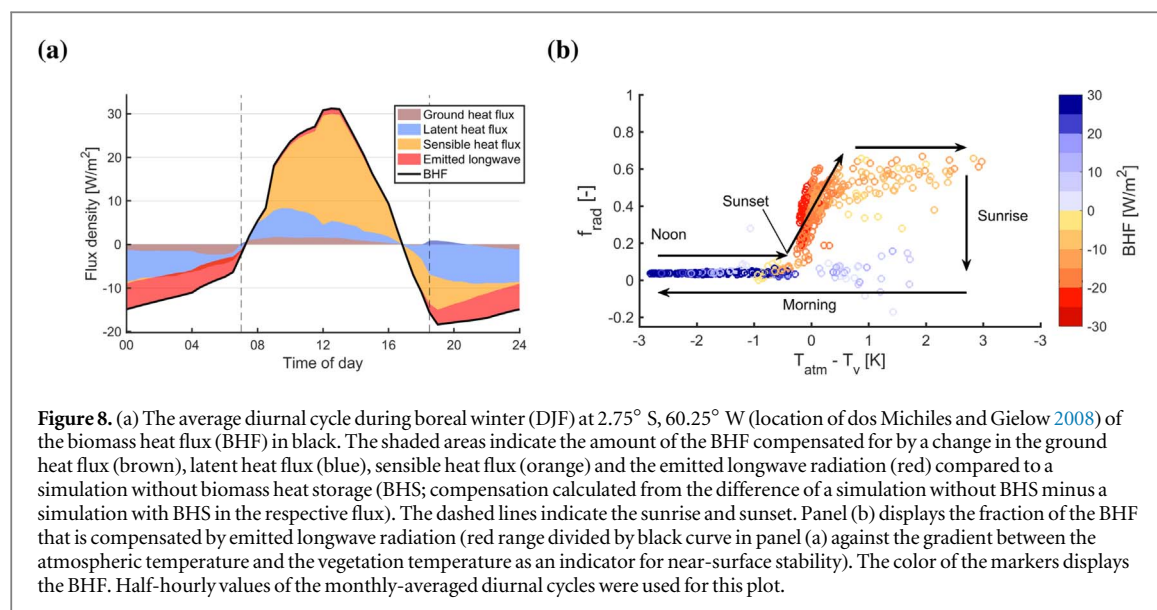 (a)
Flux density [W/m²]
30
20
10
0
-10
-20
00
04
08
12
16
20
24
Time of day
Ground heat flux
Latent heat flux
Sensible heat flux
Emitted longwave
BHF
(b)
f_rad [-]
1
0.8
0.6
0.4
0.2
0
-0.2
-3
-2
-1
0
1
2
3
-3
T_atm - T_v [K]
Noon
Sunset
Sunrise
Morning
30
20
10
0
-10
-20
-30
BHF [W/m²]
Figure 8. (a) The average diurnal cycle during boreal winter (DJF) at 2.75° S, 60.25° W (location of dos Michiles and Gielow 2008) of
the biomass heat flux (BHF) in black. The shaded areas indicate the amount of the BHF compensated for by a change in the ground
heat flux (brown), latent heat flux (blue), sensible heat flux (orange) and the emitted longwave radiation (red) compared to a
simulation without biomass heat storage (BHS; compensation calculated from the difference of a simulation without BHS minus a
simulation with BHS in the respective flux). The dashed lines indicate the sunrise and sunset. Panel (b) displays the fraction of the BHF
that is compensated by emitted longwave radiation (red range divided by black curve in panel (a) against the gradient between the
atmospheric temperature and the vegetation temperature as an indicator for near-surface stability). The color of the markers displays
the BHF. Half-hourly values of the monthly-averaged diurnal cycles were used for this plot.